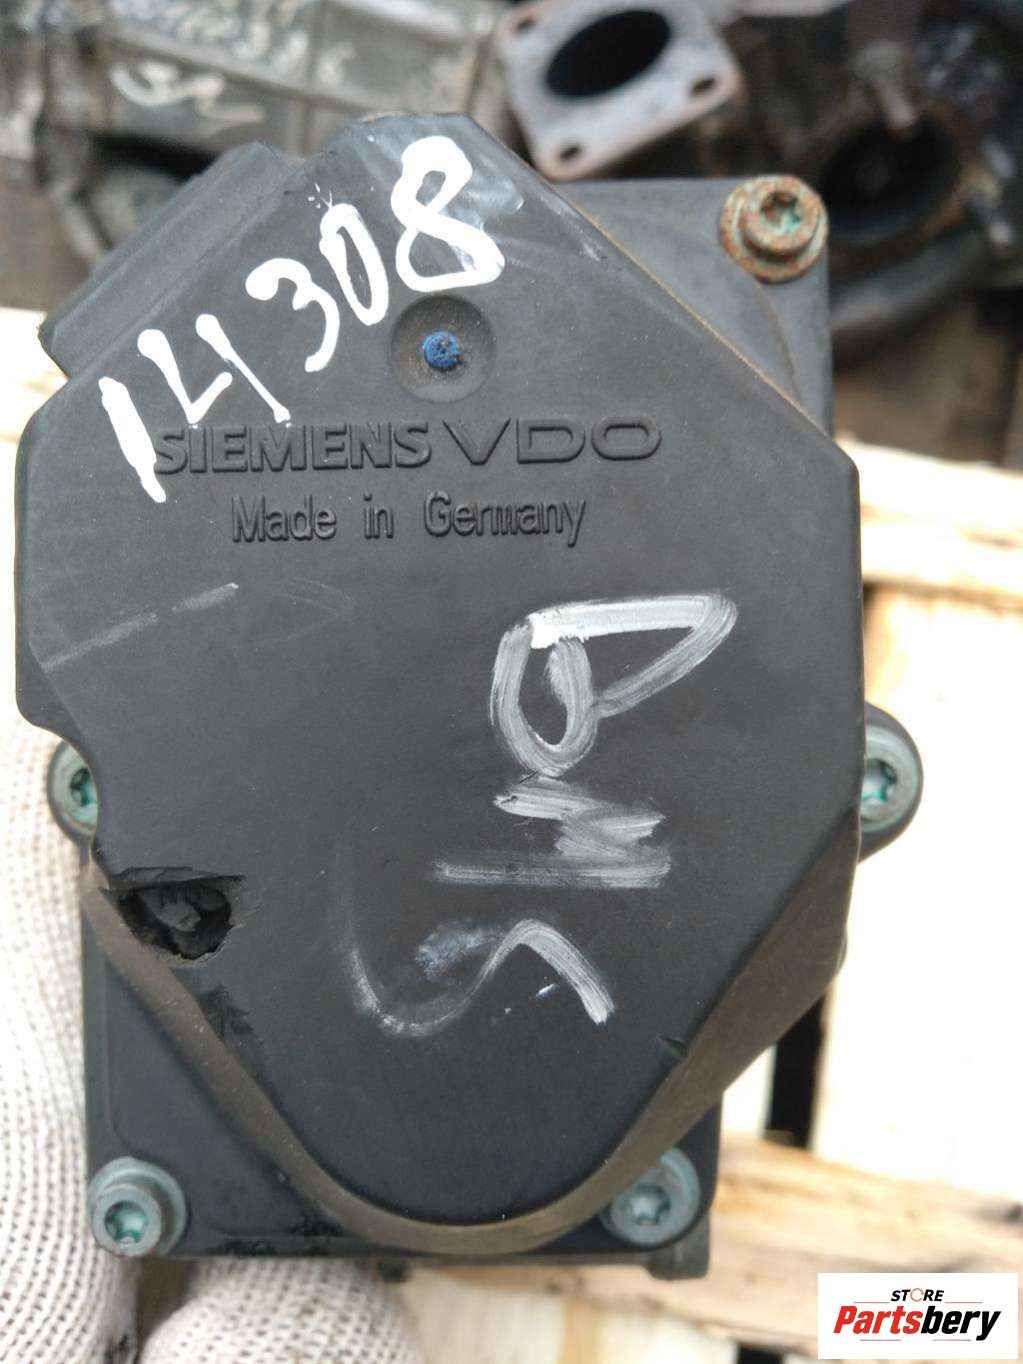 14308
SIEMENS VDO
Made in Germany
STORE
Partsbery